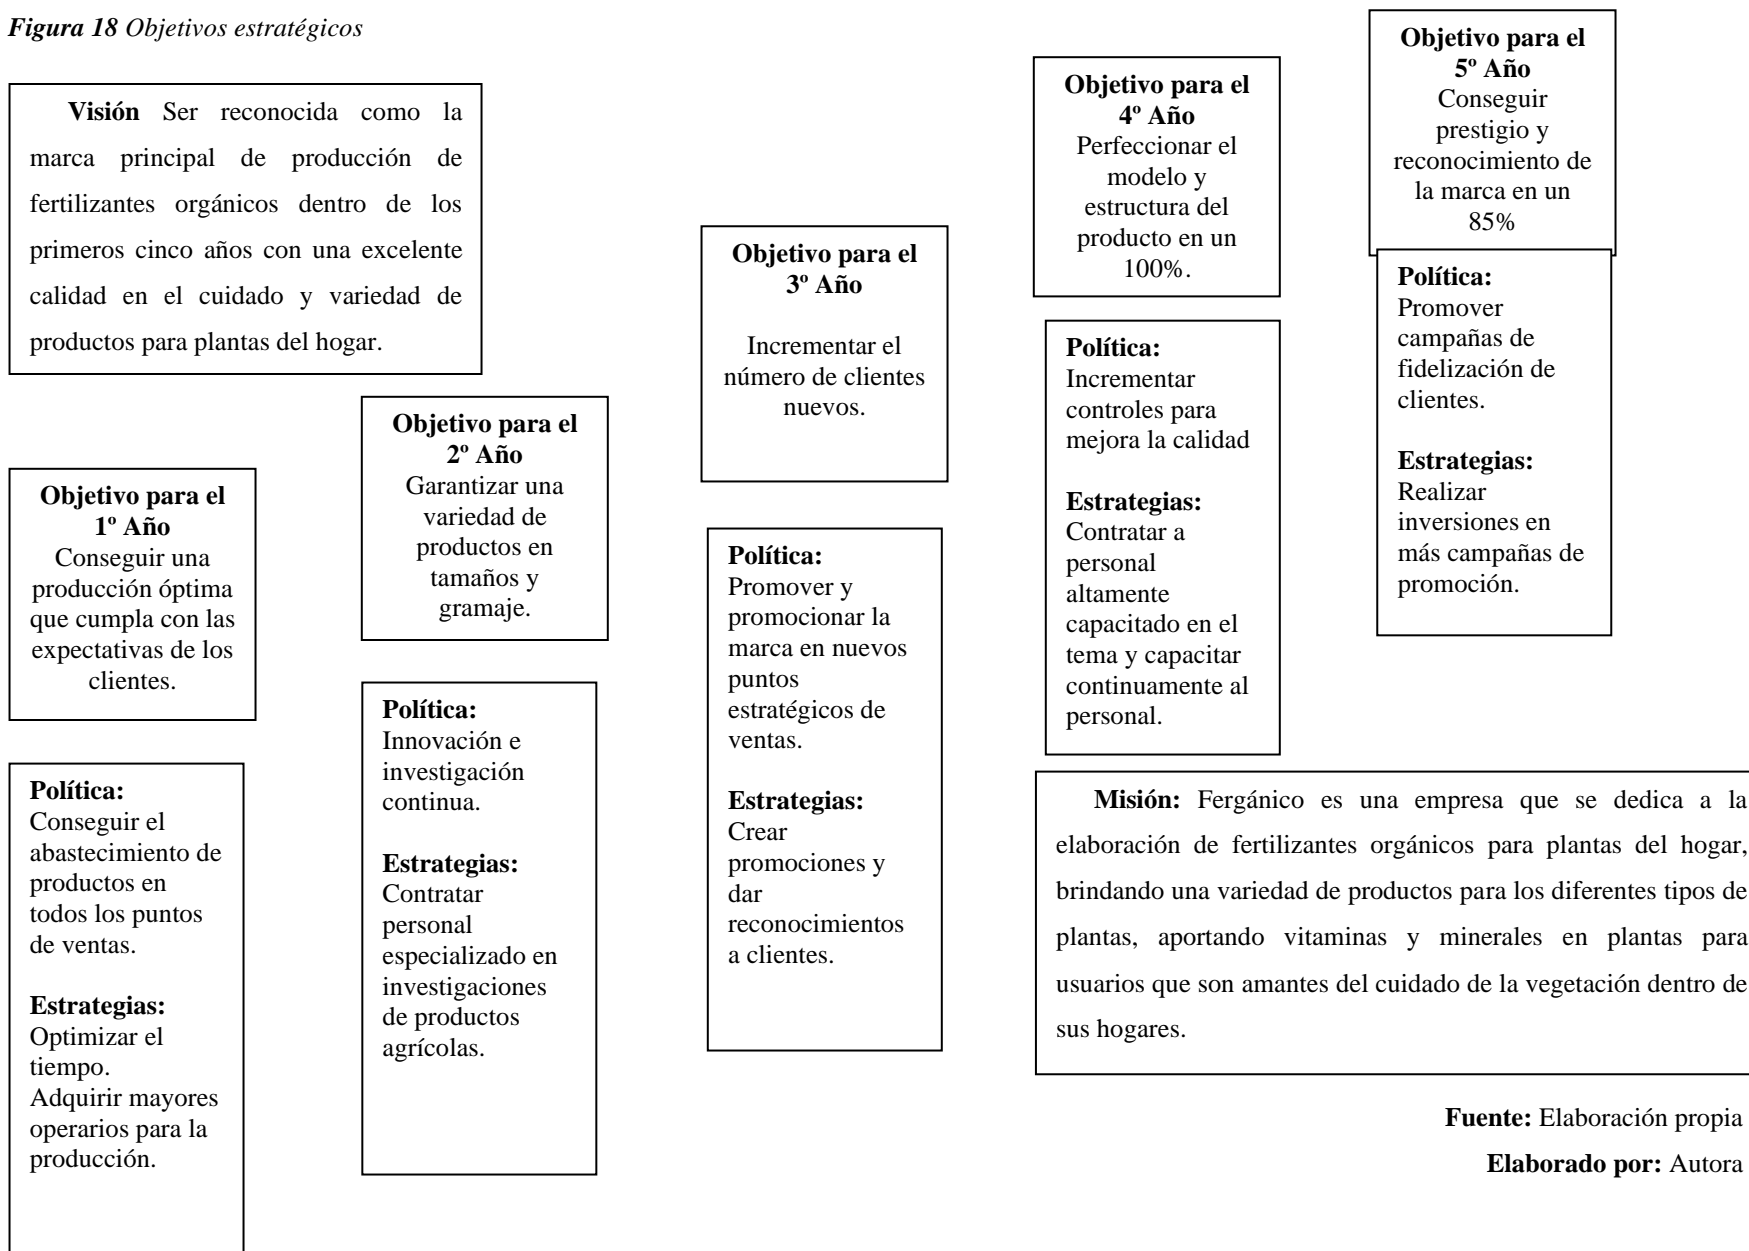 Figura 18 Objetivos estratégicos
Visión Ser reconocida como la
marca principal de producción de
fertilizantes orgánicos dentro de los
primeros cinco años con una excelente
calidad en el cuidado y variedad de
productos para plantas del hogar.
Objetivo para el
1º Año
Conseguir una
producción óptima
que cumpla con las
expectativas de los
clientes.
Política:
Conseguir el
abastecimiento de
productos en
todos los puntos
de ventas.
Estrategias:
Optimizar el
tiempo.
Adquirir mayores
operarios para la
producción.
Objetivo para el
2º Año
Garantizar una
variedad de
productos en
tamaños y
gramaje.
Política:
Innovación e
investigación
continua.
Estrategias:
Contratar
personal
especializado en
investigaciones
de productos
agrícolas.
Objetivo para el
3º Año
Incrementar el
número de clientes
nuevos.
Política:
Promover y
promocionar la
marca en nuevos
puntos
estratégicos de
ventas.
Estrategias:
Crear
promociones y
dar
reconocimientos
a clientes.
Objetivo para el
4º Año
Perfeccionar el
modelo y
estructura del
producto en un
100%.
Política:
Incrementar
controles para
mejora la calidad
Estrategias:
Contratar a
personal
altamente
capacitado en el
tema y capacitar
continuamente al
personal.
Objetivo para el
5º Año
Conseguir
prestigio y
reconocimiento de
la marca en un
85%
Política:
Promover
campañas de
fidelización de
clientes.
Estrategias:
Realizar
inversiones en
más campañas de
promoción.
Misión: Fergánico es una empresa que se dedica a la
elaboración de fertilizantes orgánicos para plantas del hogar,
brindando una variedad de productos para los diferentes tipos de
plantas, aportando vitaminas y minerales en plantas para
usuarios que son amantes del cuidado de la vegetación dentro de
sus hogares.
Fuente: Elaboración propia
Elaborado por: Autora